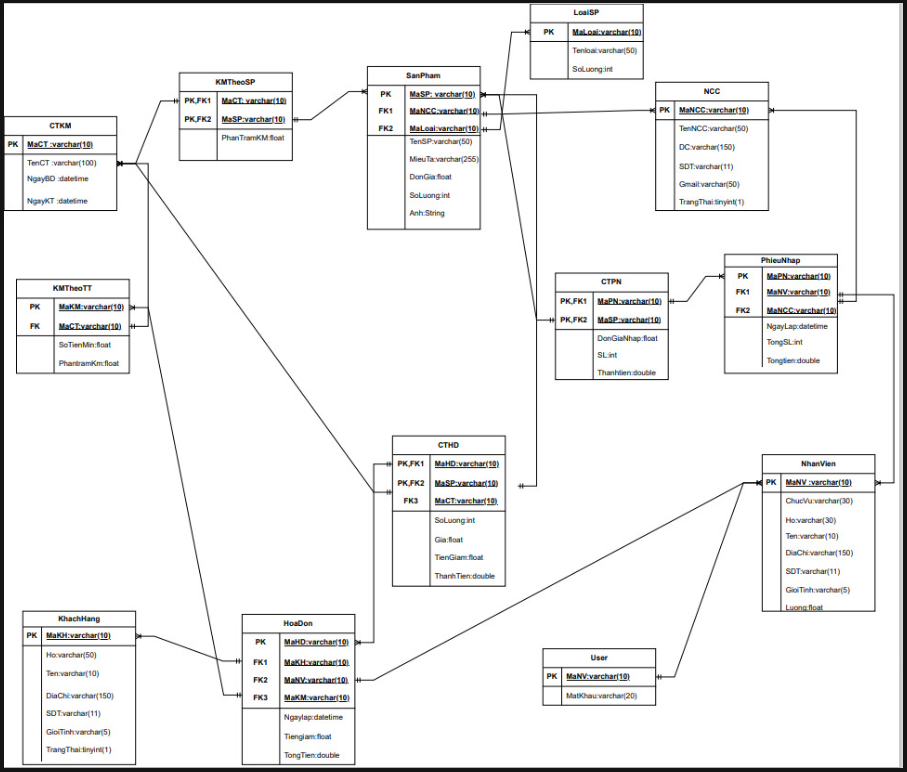 LoaiSP
PK MaLoai:varchar(10)
Tenloai:varchar(50)
SoLuong:int
KMTheoSP
PK,FK1 MaCT: varchar(10)
PK,FK2 MaSP:varchar(10)
PhanTramKM:float
SanPham
PK MaSP: varchar(10)
FK1 MaNCC:varchar(10)
FK2 MaLoai:varchar(10)
TenSP:varchar(50)
MieuTa:varchar(255)
DonGia:float
SoLuong:int
Anh:String
NCC
PK MaNCC:varchar(10)
TenNCC:varchar(50)
DC:varchar(150)
SDT:varchar(11)
Gmail:varchar(50)
TrangThai:tinyint(1)
CTKM
PK MaCT :varchar(10)
TenCT :varchar(100)
NgayBD :datetime
NgayKT :datetime
KMTheoTT
PK MaKM:varchar(10)
FK MaCT:varchar(10)
SoTienMin:float
PhantramKm:float
CTPN
PK,FK1 MaPN:varchar(10)
PK,FK2 MaSP:varchar(10)
DonGiaNhap:float
SL:int
Thanhtien:double
PhieuNhap
PK MaPN:varchar(10)
FK1 MaNV:varchar(10)
FK2 MaNCC:varchar(10)
NgayLap:datetime
TongSL:int
Tongtien:double
CTHD
PK,FK1 MaHD:varchar(10)
PK,FK2 MaSP:varchar(10)
FK3 MaCT:varchar(10)
SoLuong:int
Gia:float
TienGiam:float
ThanhTien:double
NhanVien
PK MaNV :varchar(10)
ChucVu:varchar(30)
Ho:varchar(30)
Ten:varchar(10)
DiaChi:varchar(150)
SDT:varchar(11)
GioiTinh:varchar(5)
Luong:float
KhachHang
PK MaKH:varchar(10)
Ho:varchar(50)
Ten:varchar(10)
DiaChi:varchar(150)
SDT:varchar(11)
GioiTinh:varchar(5)
TrangThai:tinyint(1)
HoaDon
PK MaHD:varchar(10)
FK1 MaKH:varchar(10)
FK2 MaNV:varchar(10)
FK3 MaKM:varchar(10)
Ngaylap:datetime
Tiengiam:float
TongTien:double
User
PK MaNV:varchar(10)
MatKhau:varchar(20)